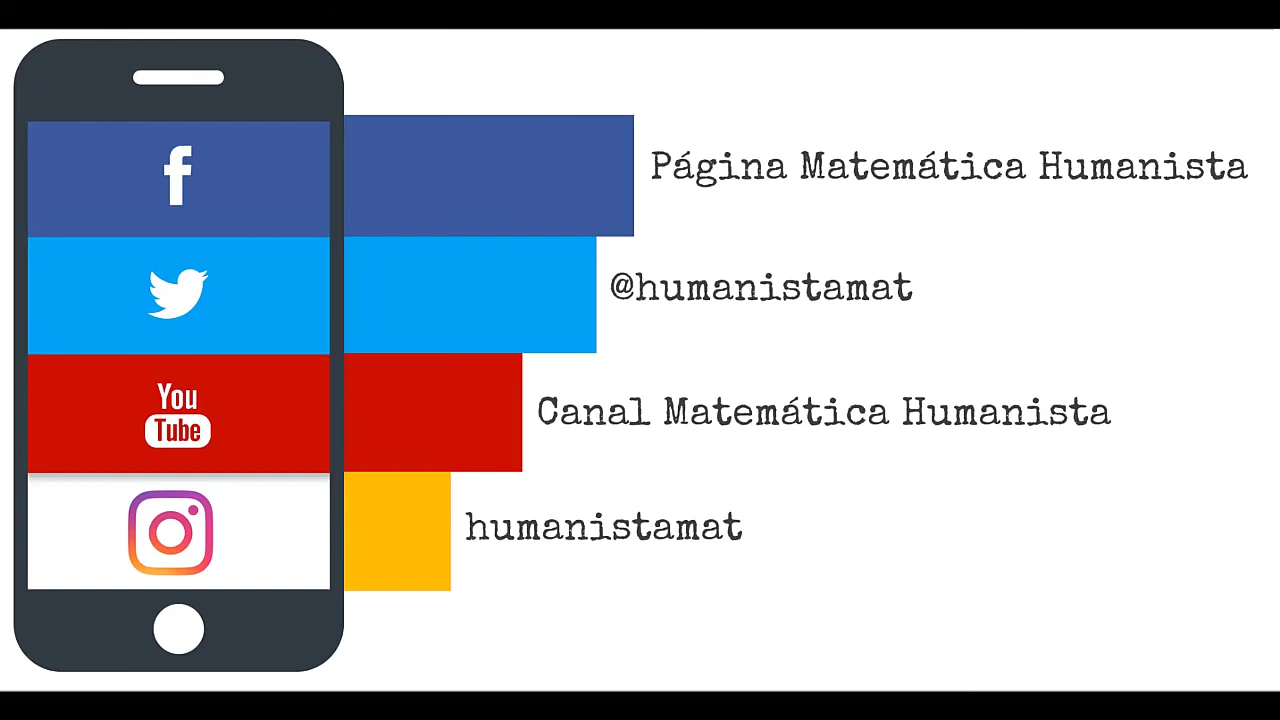 f
Página Matemática Humanista
@humanistamat
You
Tube
Canal Matemática Humanista
humanistamat